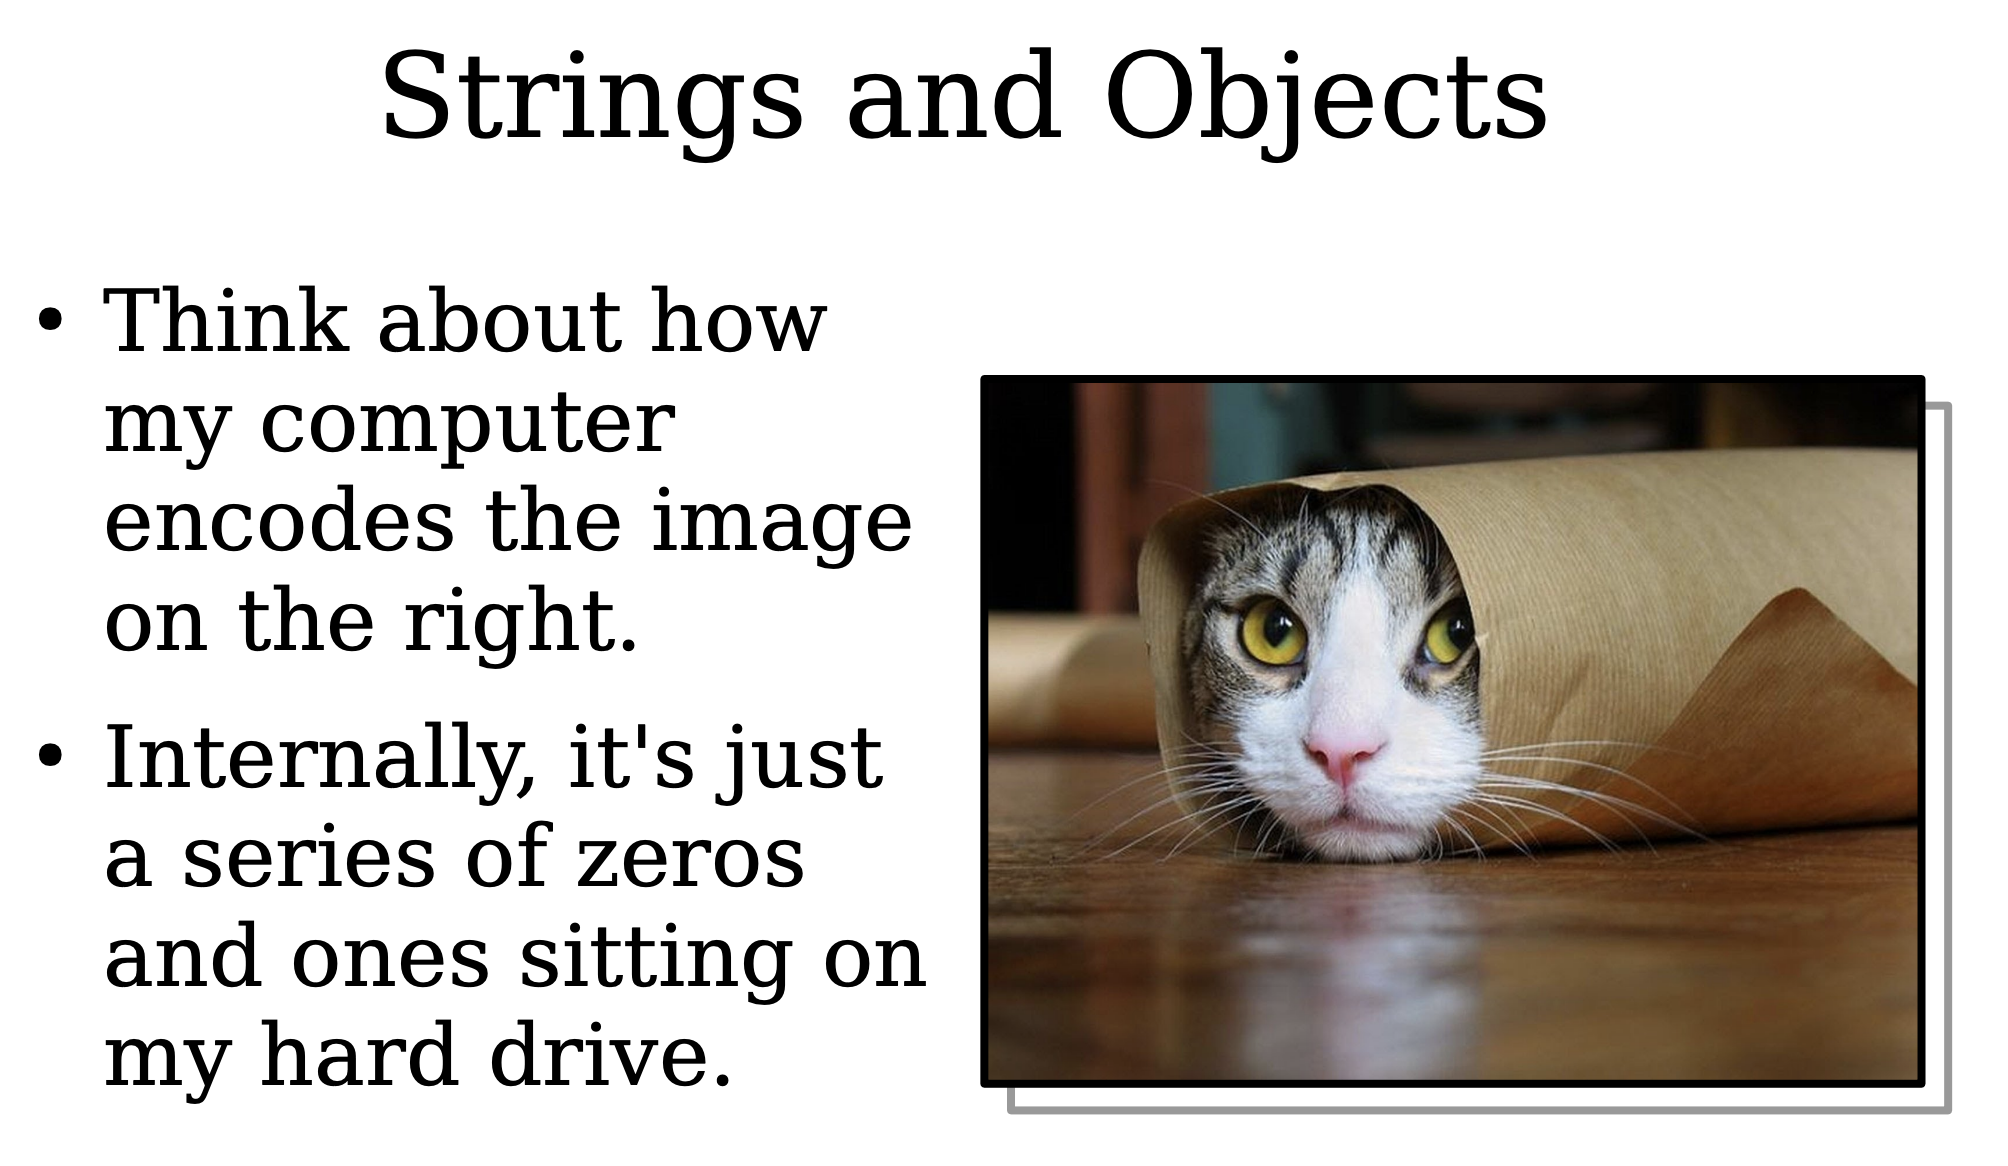 Strings and Objects
• Think about how
my computer
encodes the image
on the right.
• Internally, it's just
a series of zeros
and ones sitting on
my hard drive.